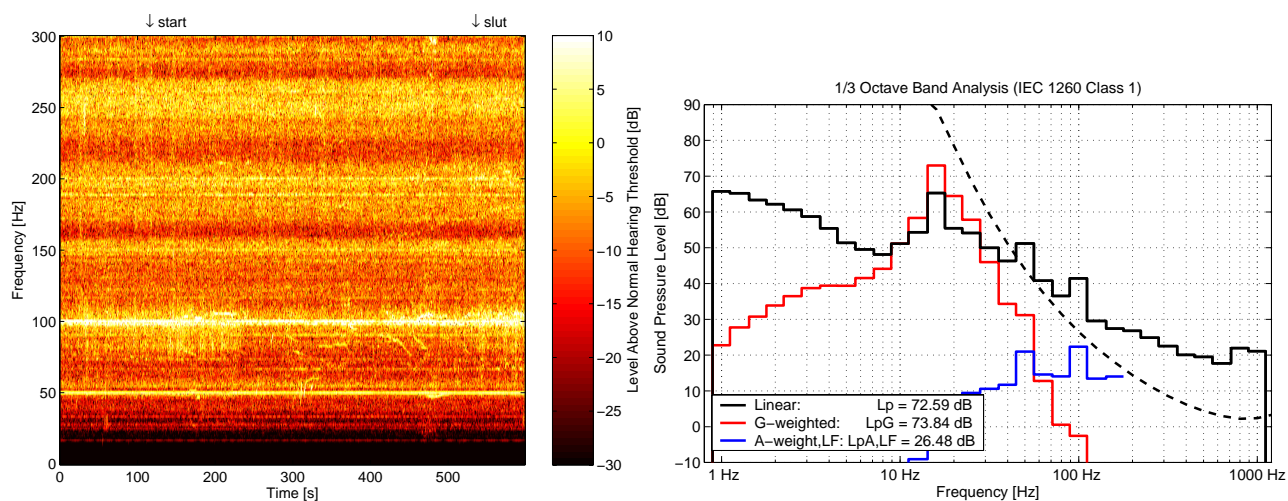 ↓ start
↓ slut
300
250
200
150
100
50
0
Frequency [Hz]
0
100
200
300
400
500
Time [s]
10
5
0
−5
−10
−15
−20
−25
−30
Level Above Normal Hearing Threshold [dB]
1/3 Octave Band Analysis (IEC 1260 Class 1)
90
80
70
60
50
40
30
20
10
0
−10
Sound Pressure Level [dB]
Linear: Lp = 72.59 dB
G−weighted: LpG = 73.84 dB
A−weight,LF: LpA,LF = 26.48 dB
1 Hz
10 Hz
100 Hz
1000 Hz
Frequency [Hz]